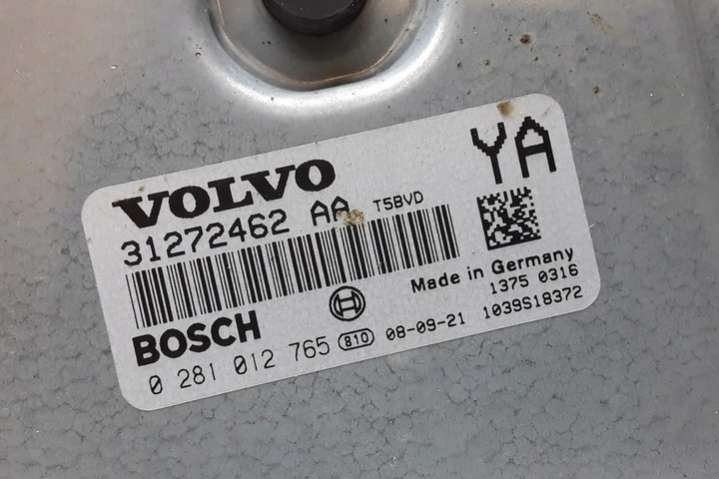 VOLVO
YA
31272462 AA T5BVD
Made in Germany
BOSCH
1375 0316
0 281 012 765 810 08-09-21 1039S18372